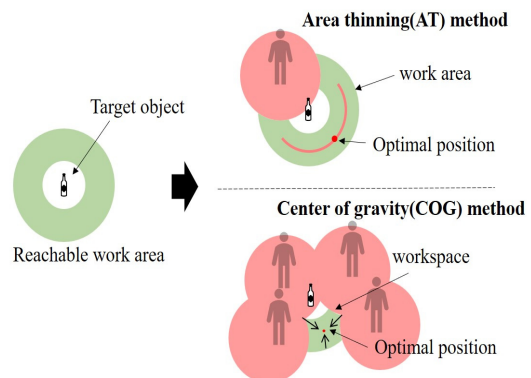 Area thinning(AT) method
work area
Target object
Optimal position
Reachable work area
Center of gravity(COG) method
workspace
Optimal position